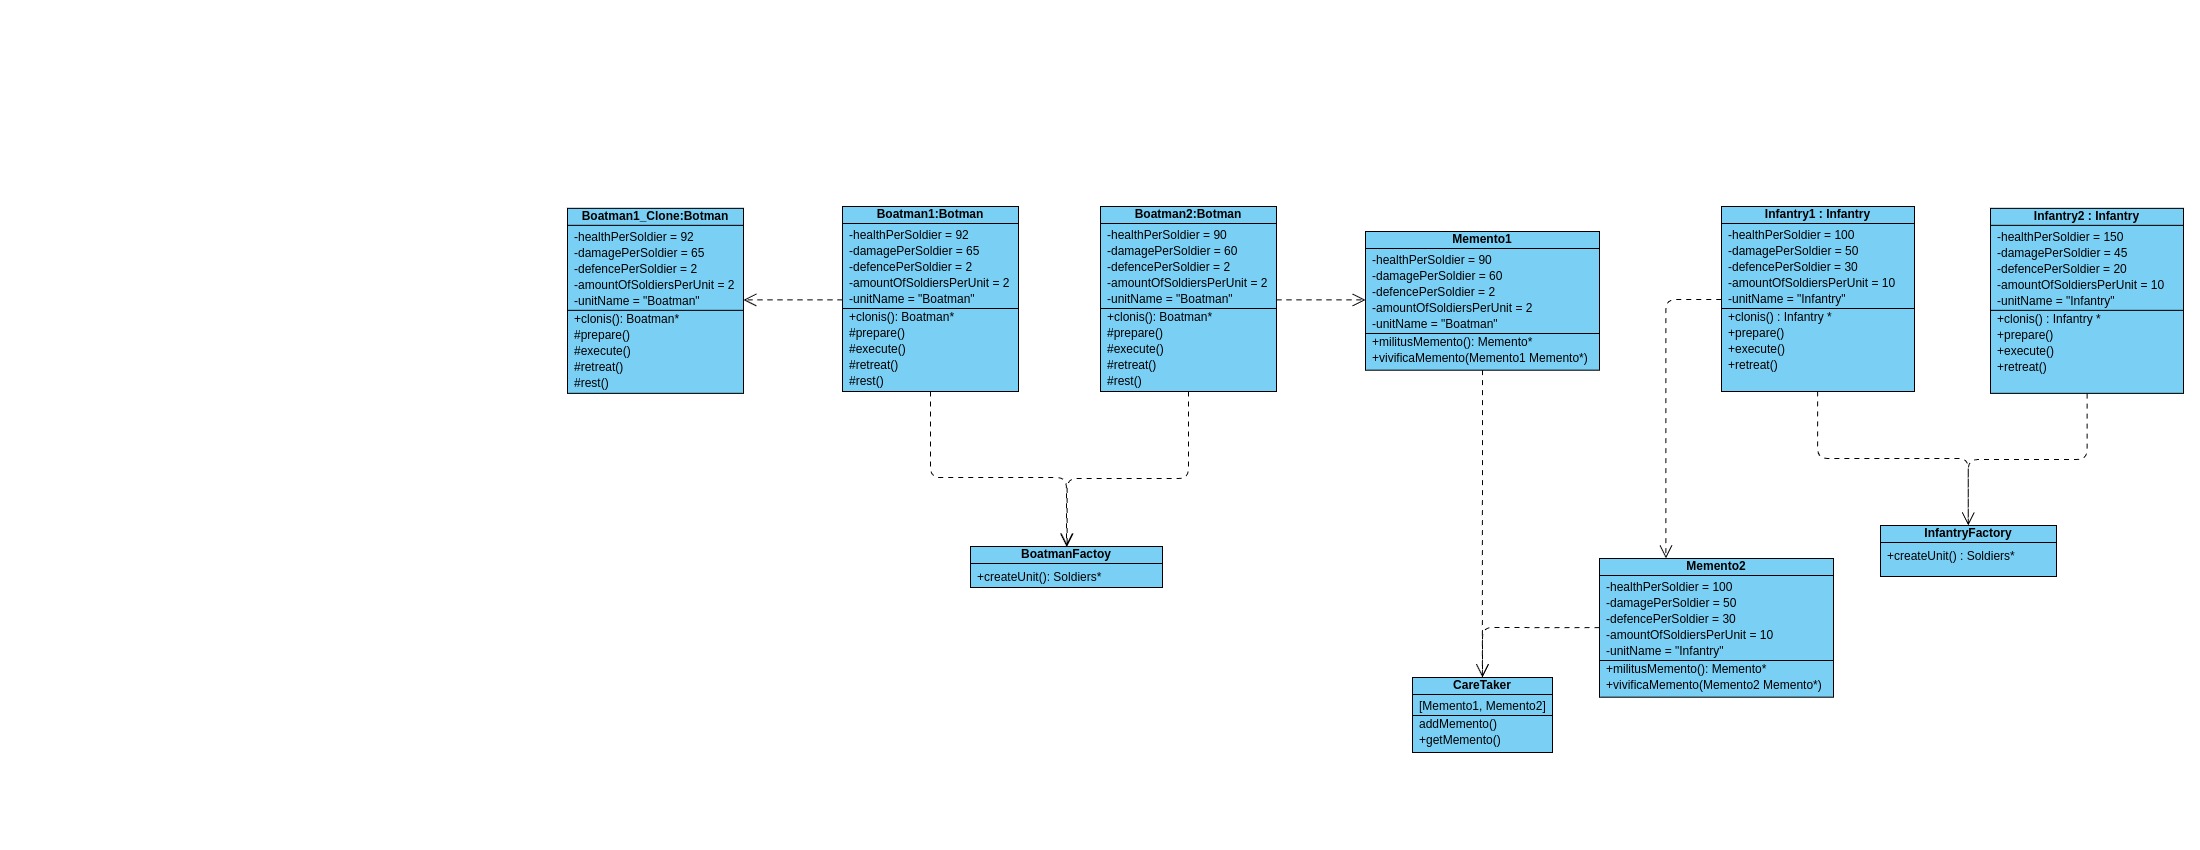 Boatman1_Clone:Botman
-healthPerSoldier = 92
-damagePerSoldier = 65
-defencePerSoldier = 2
-amountOfSoldiersPerUnit = 2
-unitName = "Boatman"
+clonis(): Boatman*
#prepare()
#execute()
#retreat()
#rest()
Boatman1:Botman
-healthPerSoldier = 92
-damagePerSoldier = 65
-defencePerSoldier = 2
-amountOfSoldiersPerUnit = 2
-unitName = "Boatman"
+clonis(): Boatman*
#prepare()
#execute()
#retreat()
#rest()
Boatman2:Botman
-healthPerSoldier = 90
-damagePerSoldier = 60
-defencePerSoldier = 2
-amountOfSoldiersPerUnit = 2
-unitName = "Boatman"
+clonis(): Boatman*
#prepare()
#execute()
#retreat()
#rest()
Memento1
-healthPerSoldier = 90
-damagePerSoldier = 60
-defencePerSoldier = 2
-amountOfSoldiersPerUnit = 2
-unitName = "Boatman"
+militusMemento(): Memento*
+vivificaMemento(Memento1 Memento*)
Infantry1 : Infantry
-healthPerSoldier = 100
-damagePerSoldier = 50
-defencePerSoldier = 30
-amountOfSoldiersPerUnit = 10
-unitName = "Infantry"
+clonis() : Infantry *
+prepare()
+execute()
+retreat()
Infantry2 : Infantry
-healthPerSoldier = 150
-damagePerSoldier = 45
-defencePerSoldier = 20
-amountOfSoldiersPerUnit = 10
-unitName = "Infantry"
+clonis() : Infantry *
+prepare()
+execute()
+retreat()
BoatmanFactoy
+createUnit(): Soldiers*
InfantryFactory
+createUnit() : Soldiers*
Memento2
-healthPerSoldier = 100
-damagePerSoldier = 50
-defencePerSoldier = 30
-amountOfSoldiersPerUnit = 10
-unitName = "Infantry"
+militusMemento(): Memento*
+vivificaMemento(Memento2 Memento*)
CareTaker
[Memento1, Memento2]
addMemento()
+getMemento()